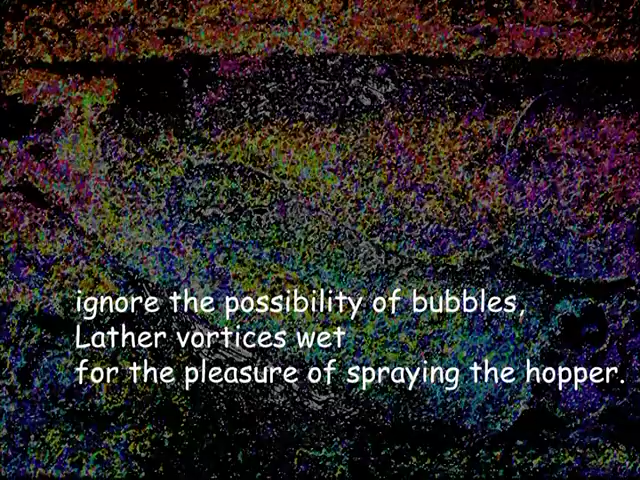 ignore the possibility of bubbles,
Lather vortices wet
for the pleasure of spraying the hopper.